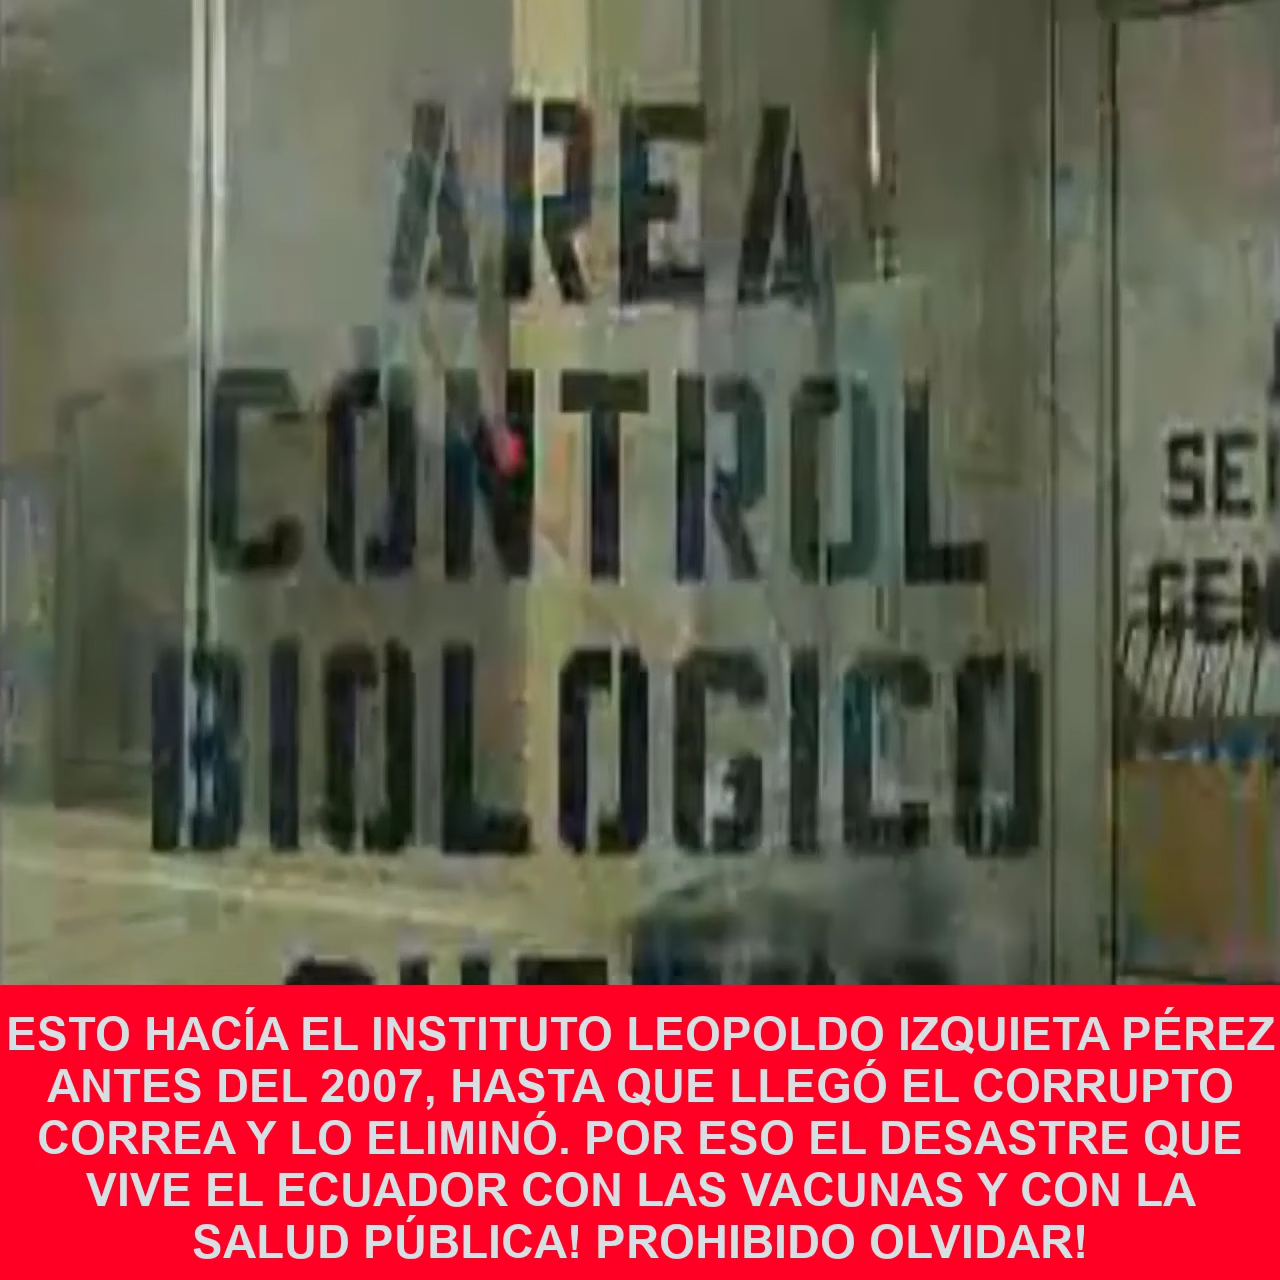 AREA
CONTROL
BIOLOGICO
ESTO HACÍA EL INSTITUTO LEOPOLDO IZQUIETA PÉREZ
ANTES DEL 2007, HASTA QUE LLEGÓ EL CORRUPTO
CORREA Y LO ELIMINÓ. POR ESO EL DESASTRE QUE
VIVE EL ECUADOR CON LAS VACUNAS Y CON LA
SALUD PÚBLICA! PROHIBIDO OLVIDAR!